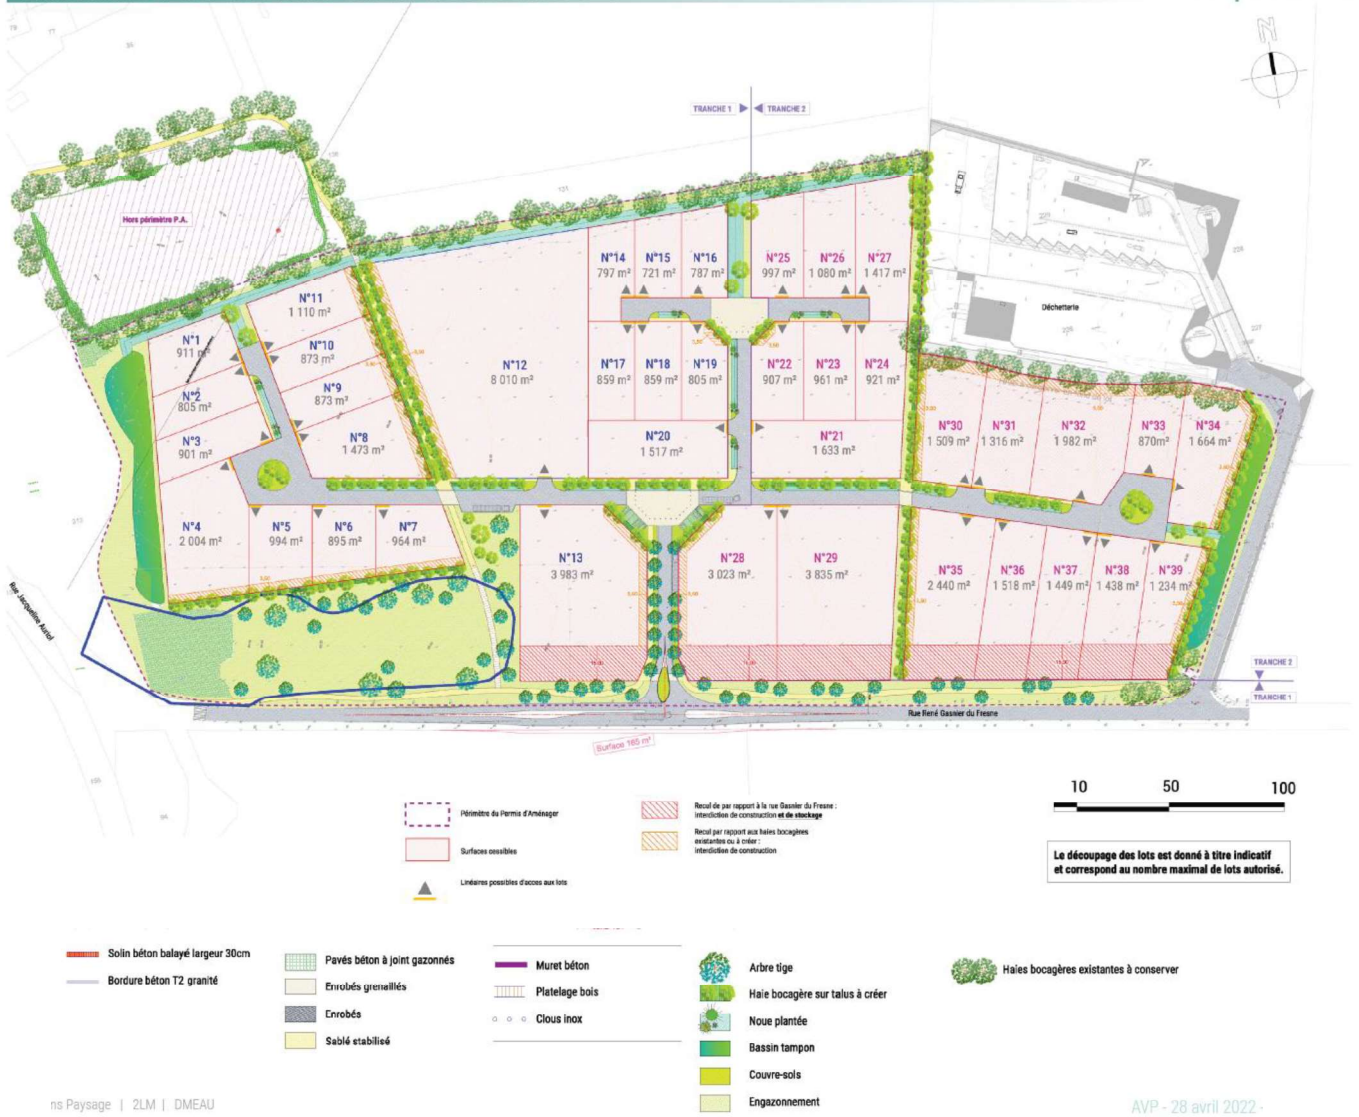 TRANCHE 1
TRANCHE 2
N
Hors périmètre P.A.
N°14
797 m²
N°15
721 m²
N°16
787 m²
N°25
997 m²
N°26
1 080 m²
N°27
1 417 m²
Déchetterie
N°11
1 110 m²
N°1
911 m²
N°10
873 m²
N°2
805 m²
N°9
873 m²
N°3
901 m²
N°8
1 473 m²
N°12
8 010 m²
N°17
859 m²
N°18
859 m²
N°19
805 m²
N°22
907 m²
N°23
961 m²
N°24
921 m²
N°20
1 517 m²
N°21
1 633 m²
N°30
1 509 m²
N°31
1 316 m²
N°32
1 982 m²
N°33
870m²
N°34
1 664 m²
N°4
2 004 m²
N°5
994 m²
N°6
895 m²
N°7
964 m²
N°13
3 983 m²
N°28
3 023 m²
N°29
3 835 m²
N°35
2 440 m²
N°36
1 518 m²
N°37
1 449 m²
N°38
1 438 m²
N°39
1 234 m²
Rue Jacqueline Auriol
TRANCHE 2
TRANCHE 1
Rue René Gasnier du Fresne
Surface 165 m²
Périmètre du Permis d'Aménager
Surfaces cessibles
Linéaires possibles d'acces aux lots
Recul de par rapport à la rue Gasnier du Fresne :
interdiction de construction et de stockage
Recul par rapport aux haies bocagères
existantes ou à créer :
interdiction de construction
10 50 100
Le découpage des lots est donné à titre indicatif
et correspond au nombre maximal de lots autorisé.
Solin béton balayé largeur 30cm
Bordure béton T2 granité
Pavés béton à joint gazonnés
Enrobés grenaillés
Enrobés
Sablé stabilisé
Muret béton
Platelage bois
Clous inox
Arbre tige
Haie bocagère sur talus à créer
Noue plantée
Bassin tampon
Couvre-sols
Engazonnement
Haies bocagères existantes à conserver
ns Paysage | 2LM | DMEAU
AVP - 28 avril 2022 -